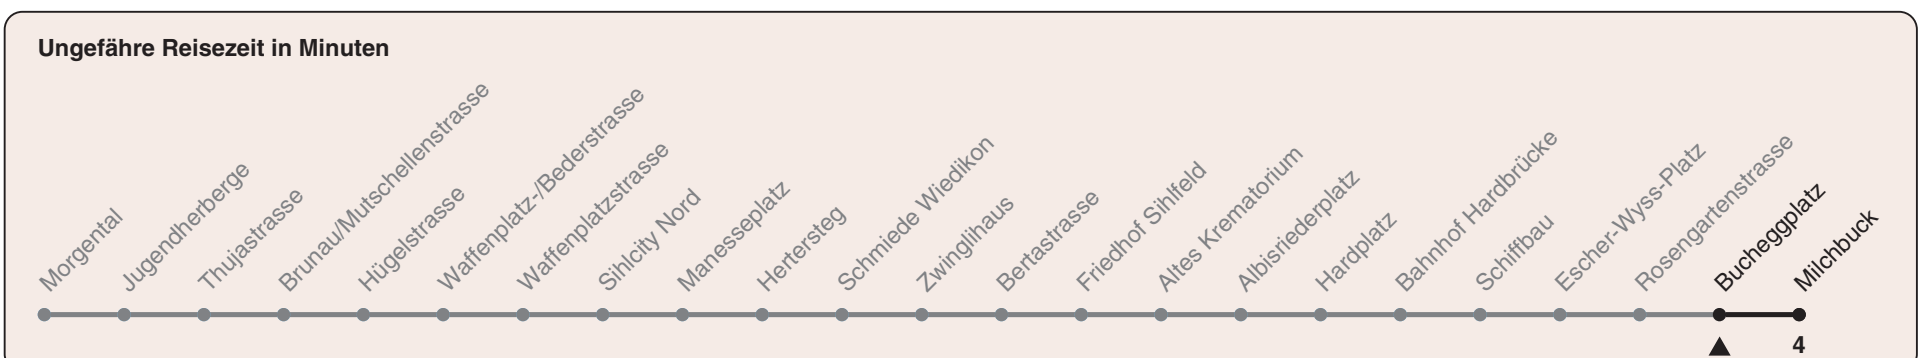 Ungefähre Reisezeit in Minuten
Morgental
Jugendherberge
Thujastrasse
Brunau/Mutschellenstrasse
Hügelstrasse
Waffenplatz-/Bederstrasse
Waffenplatzstrasse
Sihlcity Nord
Manesseplatz
Hertersteg
Schmiede Wiedikon
Zwinglihaus
Bertastrasse
Friedhof Sihlfeld
Altes Krematorium
Albisriederplatz
Hardplatz
Bahnhof Hardbrücke
Schiffbau
Escher-Wyss-Platz
Rosengartenstrasse
Bucheggplatz
Milchbuck
4